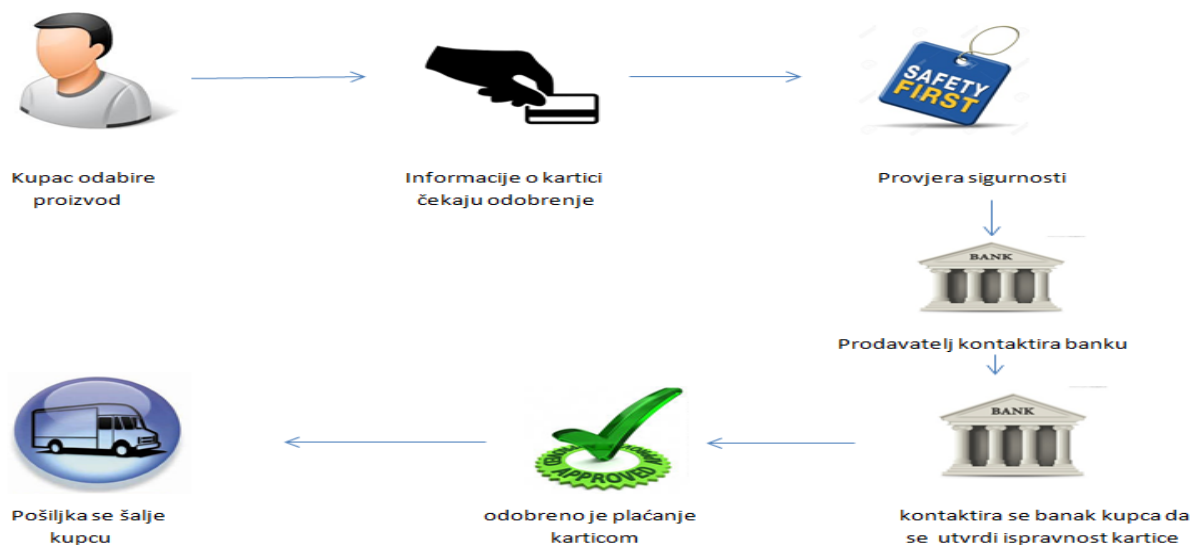 SAFETY
FIRST
Kupac odabire
proizvod
Informacije o kartici
čekaju odobrenje
Provjera sigurnosti
BANK
Prodavatelj kontaktira banku
BANK
kontaktira se banak kupca da
se utvrdi ispravnost kartice
APPROVED
odobreno je plaćanje
karticom
Pošiljka se šalje
kupcu